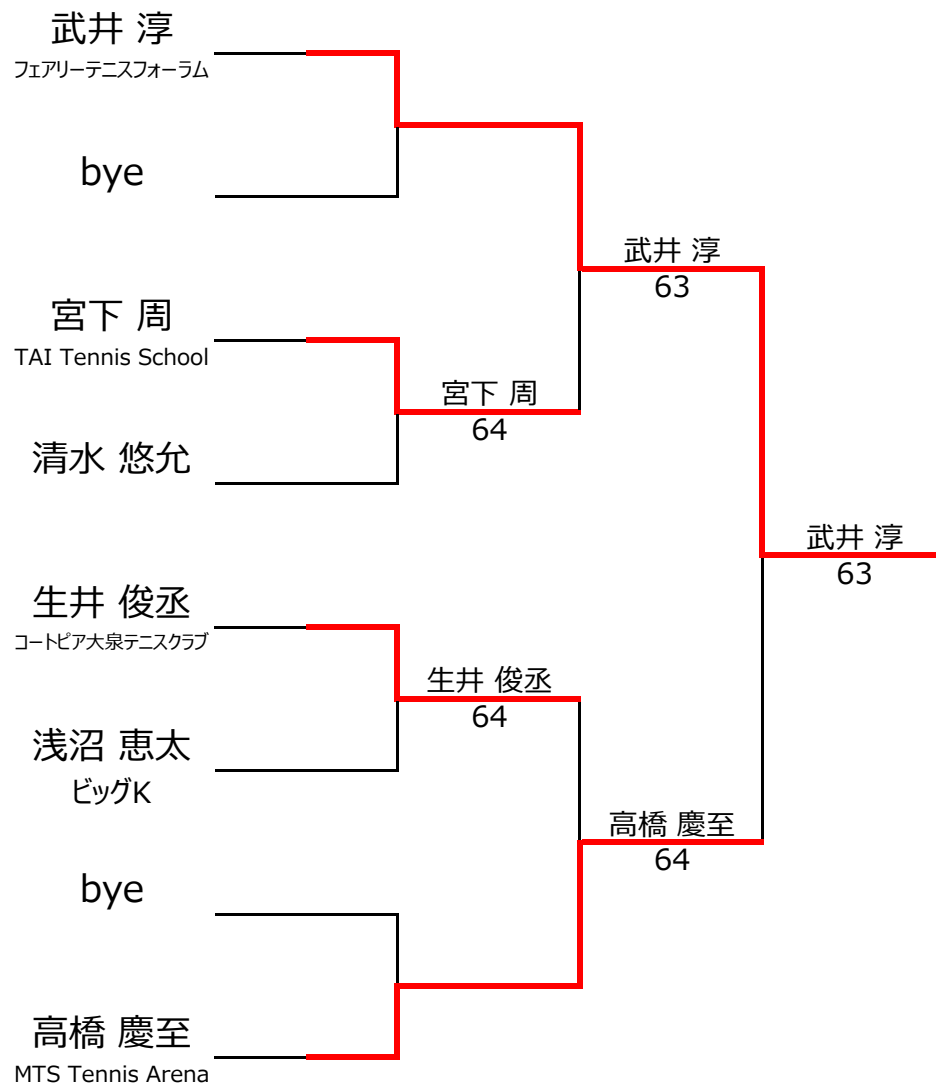 武井 淳
フェアリーテニスフォーラム
bye
宮下 周
TAI Tennis School
清水 悠允
生井 俊丞
コートピア大泉テニスクラブ
浅沼 恵太
ビッグK
bye
高橋 慶至
MTS Tennis Arena
宮下 周
64
生井 俊丞
64
武井 淳
63
高橋 慶至
64
武井 淳
63